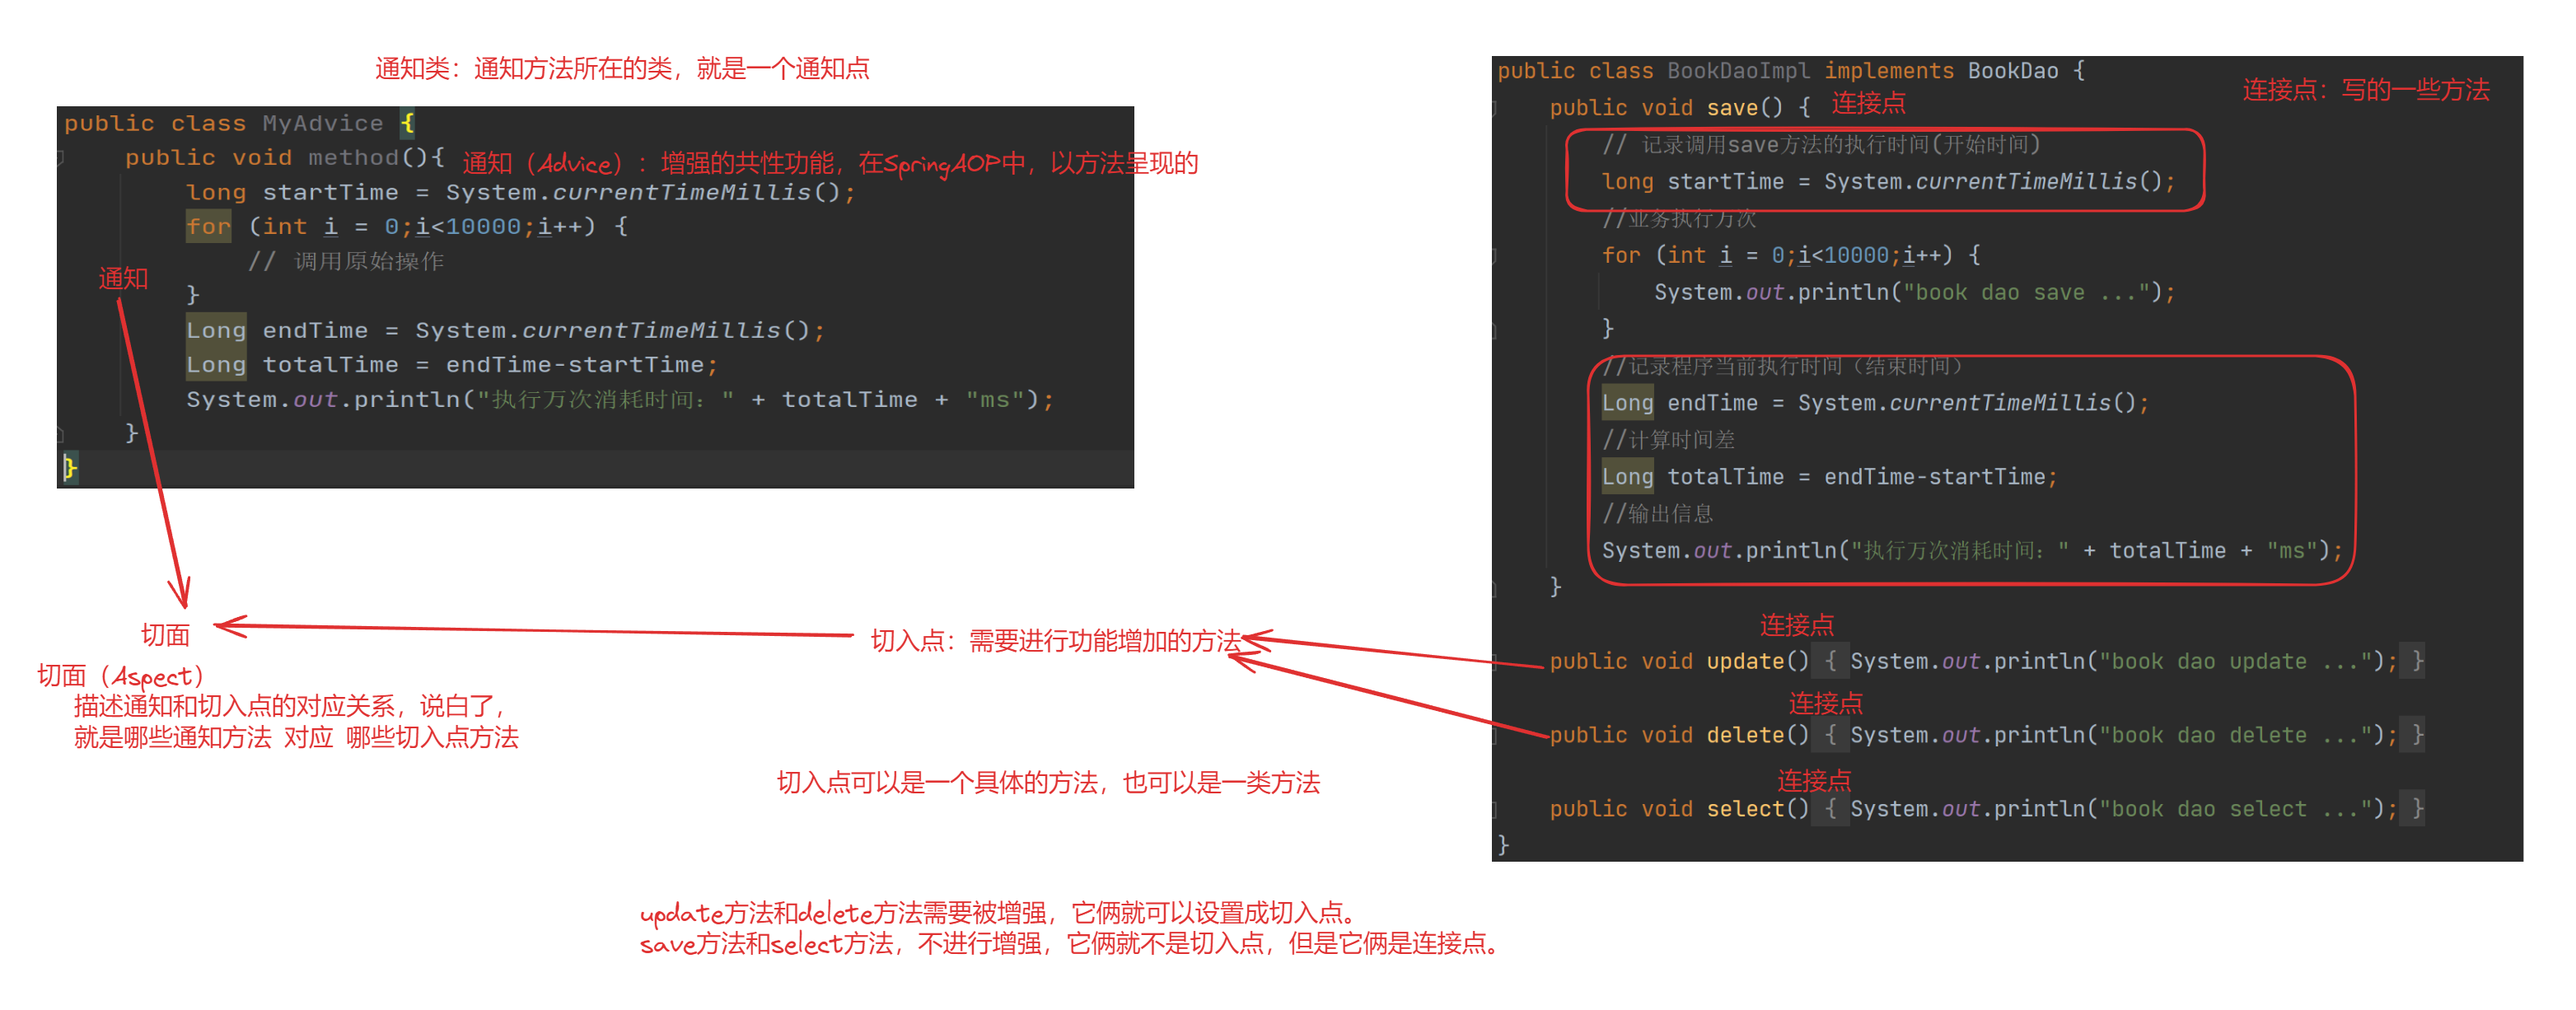 通知类：通知方法所在的类，就是一个通知点
public class MyAdvice {
public void method(){
通知（Advice）：增强的共性功能，在SpringAOP中，以方法呈现的
long startTime = System.currentTimeMillis();
for (int i = 0;i<10000;i++) {
// 调用原始操作
}
Long endTime = System.currentTimeMillis();
Long totalTime = endTime-startTime;
System.out.println("执行万次消耗时间：" + totalTime + "ms");
}
}
通知
切面
切面（Aspect）
描述通知和切入点的对应关系，说白了，
就是哪些通知方法 对应 哪些切入点方法
切入点：需要进行功能增加的方法
切入点可以是一个具体的方法，也可以是一类方法
public class BookDaoImpl implements BookDao {
连接点：写的一些方法
public void save() {
连接点
// 记录调用save方法的执行时间(开始时间)
long startTime = System.currentTimeMillis();
//业务执行万次
for (int i = 0;i<10000;i++) {
System.out.println("book dao save ...");
}
//记录程序当前执行时间（结束时间）
Long endTime = System.currentTimeMillis();
//计算时间差
Long totalTime = endTime-startTime;
//输出信息
System.out.println("执行万次消耗时间：" + totalTime + "ms");
}
连接点
public void update() { System.out.println("book dao update ..."); }
连接点
public void delete() { System.out.println("book dao delete ..."); }
连接点
public void select() { System.out.println("book dao select ..."); }
}
update方法和delete方法需要被增强，它俩就可以设置成切入点。
save方法和select方法，不进行增强，它俩就不是切入点，但是它俩是连接点。